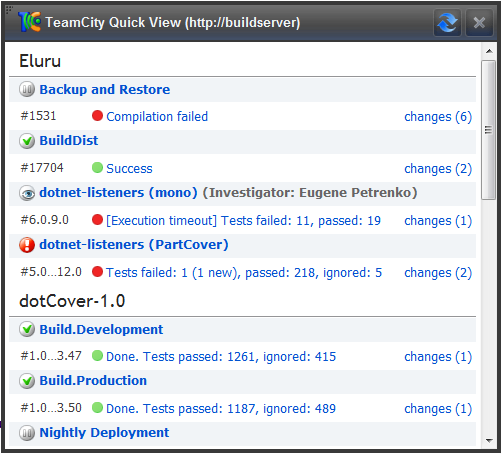 TeamCity Quick View (http://buildserver)
Eluru
Backup and Restore
#1531 Compilation failed changes (6)
BuildDist
#17704 Success changes (2)
dotnet-listeners (mono) (Investigator: Eugene Petrenko)
#6.0.9.0 [Execution timeout] Tests failed: 11, passed: 19 changes (1)
dotnet-listeners (PartCover)
#5.0...12.0 Tests failed: 1 (1 new), passed: 218, ignored: 5 changes (2)
dotCover-1.0
Build.Development
#1.0...3.47 Done. Tests passed: 1261, ignored: 415 changes (1)
Build.Production
#1.0...3.50 Done. Tests passed: 1187, ignored: 489 changes (1)
Nightly Deployment